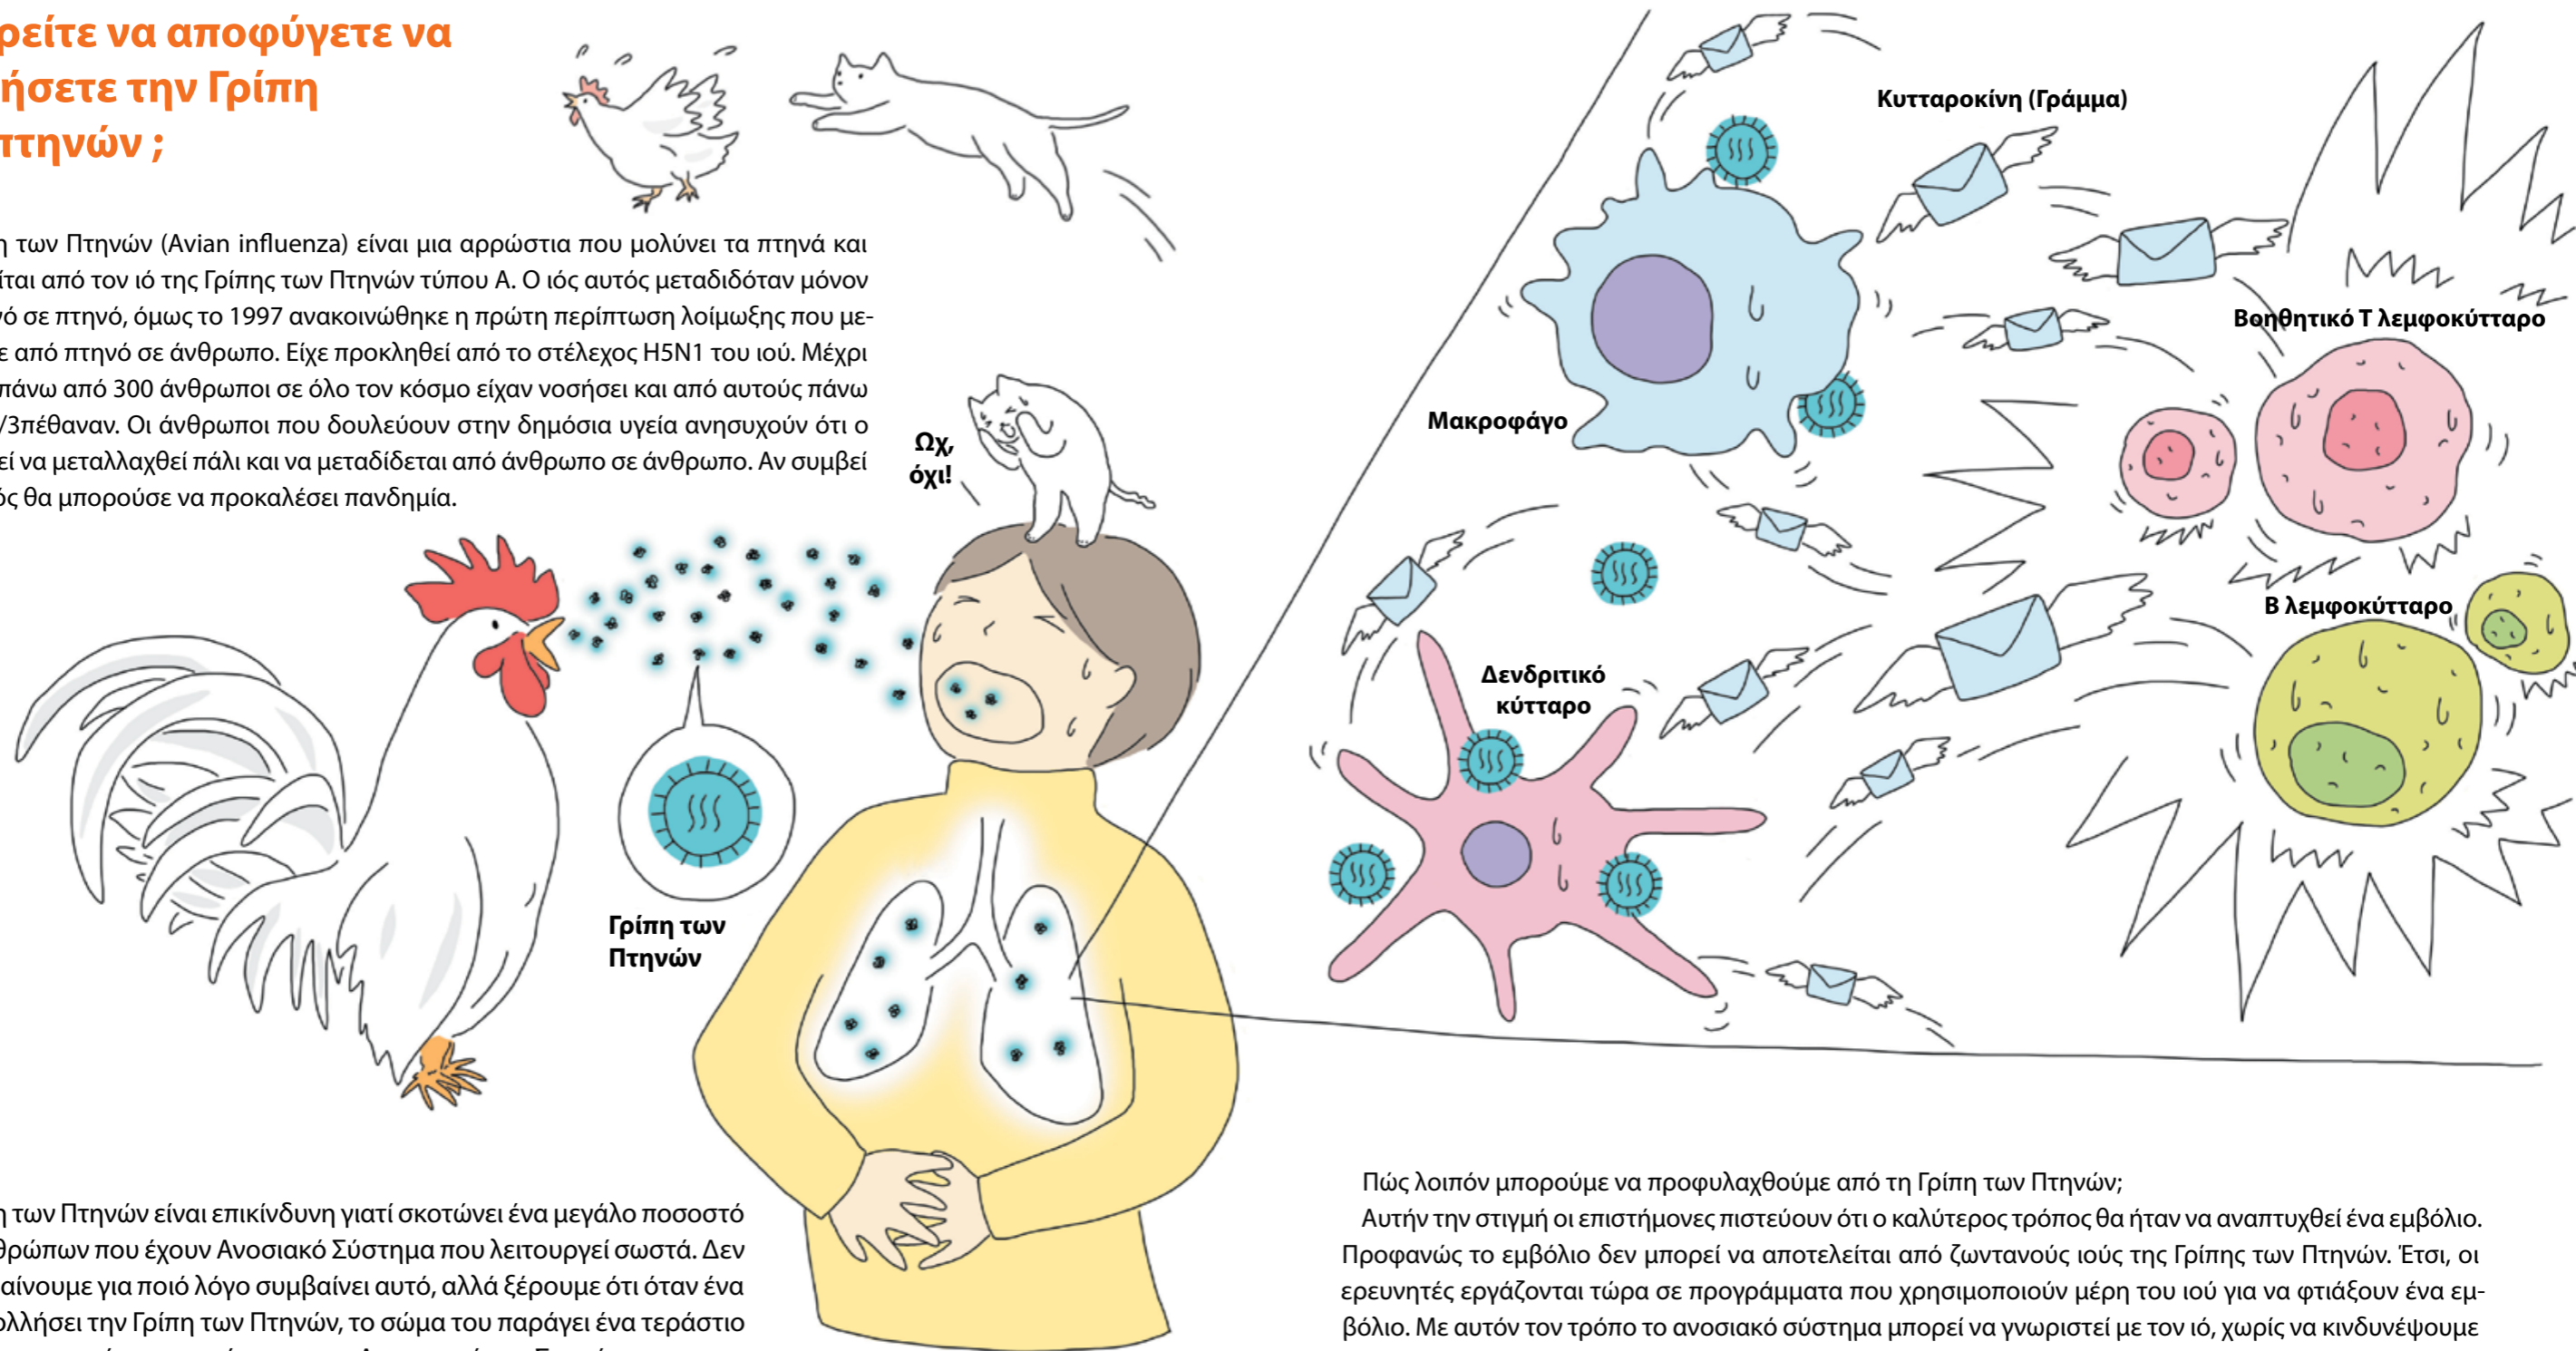 ρείτε να αποφύγετε να
ήσετε την Γρίπη
πτηνών ;
η των Πτηνών (Avian influenza) είναι μια αρρώστια που μολύνει τα πτηνά και
ίται από τον ιό της Γρίπης των Πτηνών τύπου Α. Ο ιός αυτός μεταδιδόταν μόνον
νό σε πτηνό, όμως το 1997 ανακοινώθηκε η πρώτη περίπτωση λοίμωξης που με-
ε από πτηνό σε άνθρωπο. Είχε προκληθεί από το στέλεχος H5N1 του ιού. Μέχρι
πάνω από 300 άνθρωποι σε όλο τον κόσμο είχαν νοσήσει και από αυτούς πάνω
/3πέθαναν. Οι άνθρωποι που δουλεύουν στην δημόσια υγεία ανησυχούν ότι ο
εί να μεταλλαχθεί πάλι και να μεταδίδεται από άνθρωπο σε άνθρωπο. Αν συμβεί
ός θα μπορούσε να προκαλέσει πανδημία.
Ωχ,
όχι!
Γρίπη των
Πτηνών
Κυτταροκίνη (Γράμμα)
Βοηθητικό Τ λεμφοκύτταρο
Μακροφάγο
Β λεμφοκύτταρο
Δενδριτικό
κύτταρο
η των Πτηνών είναι επικίνδυνη γιατί σκοτώνει ένα μεγάλο ποσοστό
θρώπων που έχουν Ανοσιακό Σύστημα που λειτουργεί σωστά. Δεν
αίνουμε για ποιό λόγο συμβαίνει αυτό, αλλά ξέρουμε ότι όταν ένα
ολλήσει την Γρίπη των Πτηνών, το σώμα του παράγει ένα τεράστιο
Πώς λοιπόν μπορούμε να προφυλαχθούμε από τη Γρίπη των Πτηνών;
Αυτήν την στιγμή οι επιστήμονες πιστεύουν ότι ο καλύτερος τρόπος θα ήταν να αναπτυχθεί ένα εμβόλιο.
Προφανώς το εμβόλιο δεν μπορεί να αποτελείται από ζωντανούς ιούς της Γρίπης των Πτηνών. Έτσι, οι
ερευνητές εργάζονται τώρα σε προγράμματα που χρησιμοποιούν μέρη του ιού για να φτιάξουν ένα εμ-
βόλιο. Με αυτόν τον τρόπο το ανοσιακό σύστημα μπορεί να γνωριστεί με τον ιό, χωρίς να κινδυνέψουμε